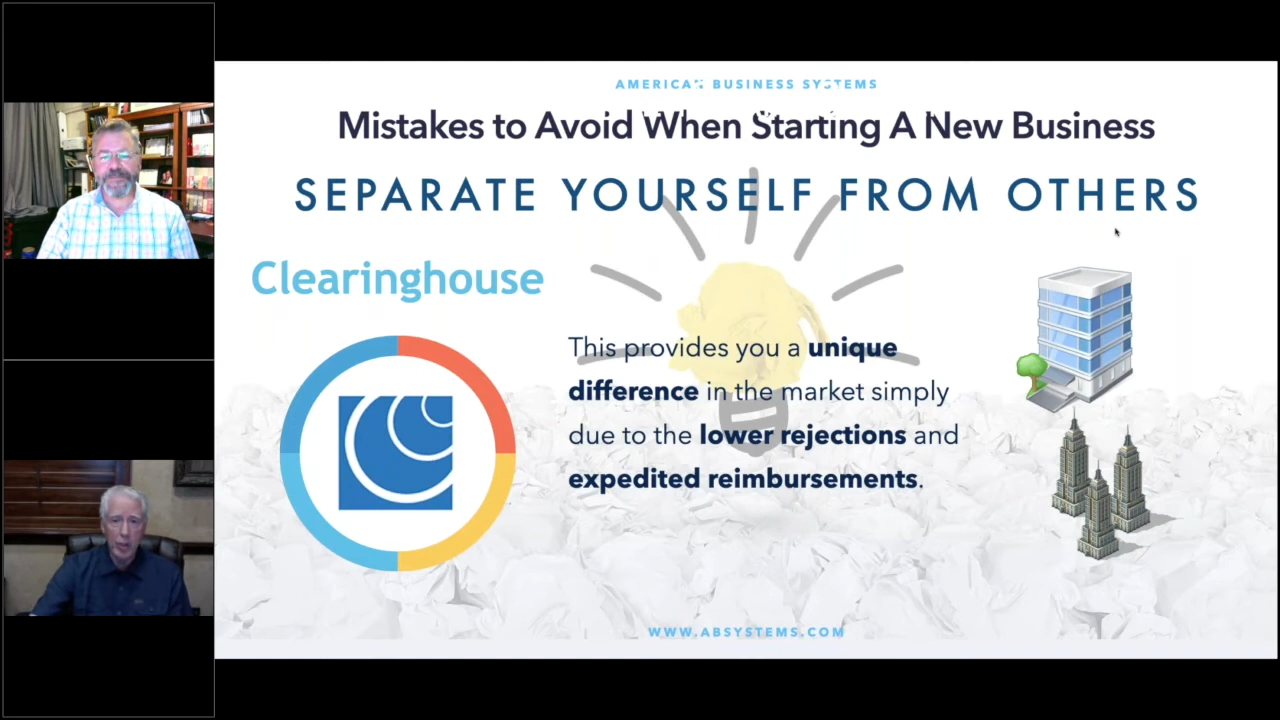 AMERICAN BUSINESS SYSTEMS
Mistakes to Avoid When Starting A New Business
SEPARATE YOURSELF FROM OTHERS
Clearinghouse
This provides you a unique
difference in the market simply
due to the lower rejections and
expedited reimbursements.
WWW.ABSYSTEMS.COM